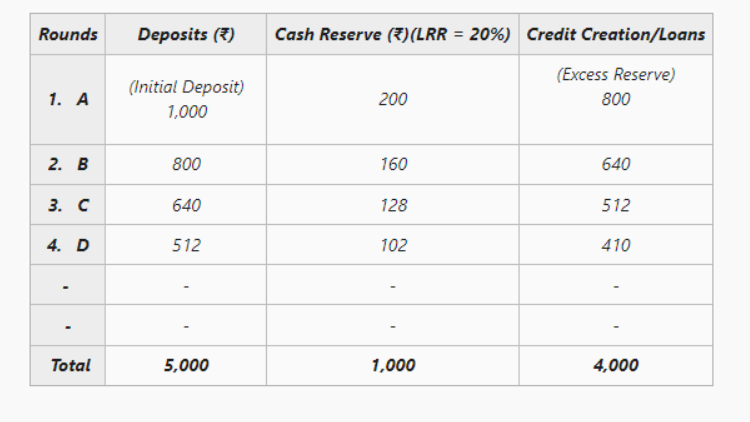 Rounds Deposits (₹) Cash Reserve (₹)(LRR = 20%) Credit Creation/Loans
1. A (Initial Deposit) 200 (Excess Reserve)
1,000 800
2. B 800 160 640
3. C 640 128 512
4. D 512 102 410
- - - -
- - - -
Total 5,000 1,000 4,000